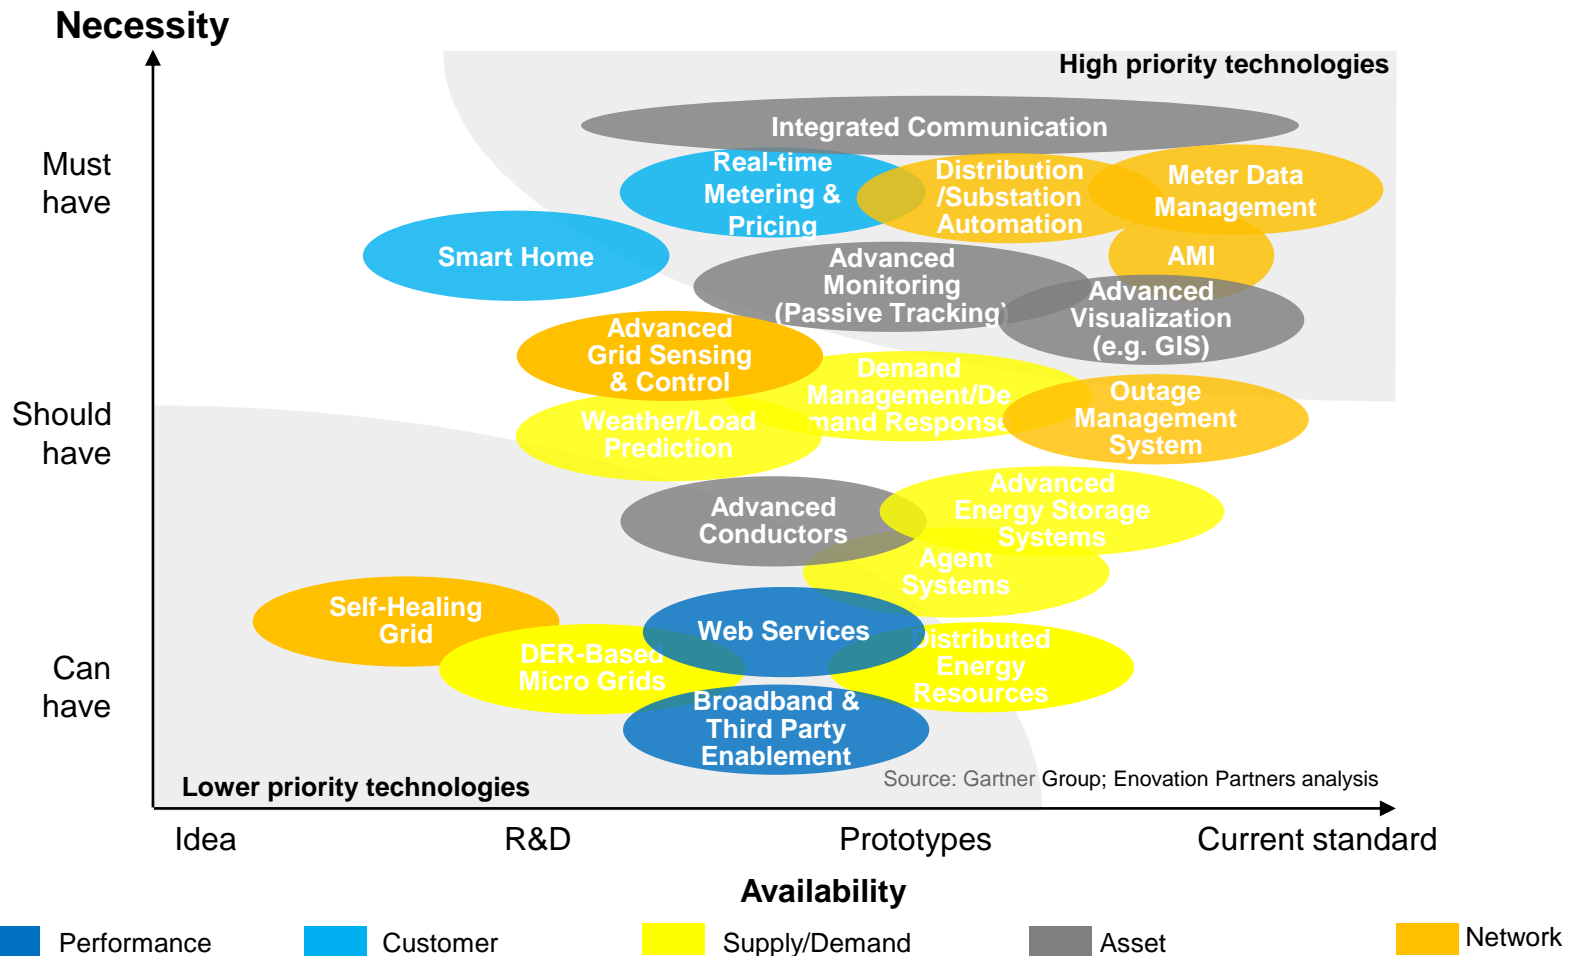 Necessity
High priority technologies
Must
have
Integrated Communication
Real-time
Metering &
Pricing
Distribution
/Substation
Automation
Meter Data
Management
Smart Home
Advanced
Monitoring
(Passive Tracking)
AMI
Advanced
Visualization
(e.g. GIS)
Advanced
Grid Sensing
& Control
Demand
Management/De
mand Response
Should
have
Weather/Load
Prediction
Outage
Management
System
Advanced
Conductors
Advanced
Energy Storage
Systems
Agent
Systems
Self-Healing
Grid
Web Services
Can
have
DER-Based
Micro Grids
Distributed
Energy
Resources
Broadband &
Third Party
Enablement
Lower priority technologies
Source: Gartner Group; Enovation Partners analysis
Idea
R&D
Prototypes
Current standard
Availability
Performance
Customer
Supply/Demand
Asset
Network